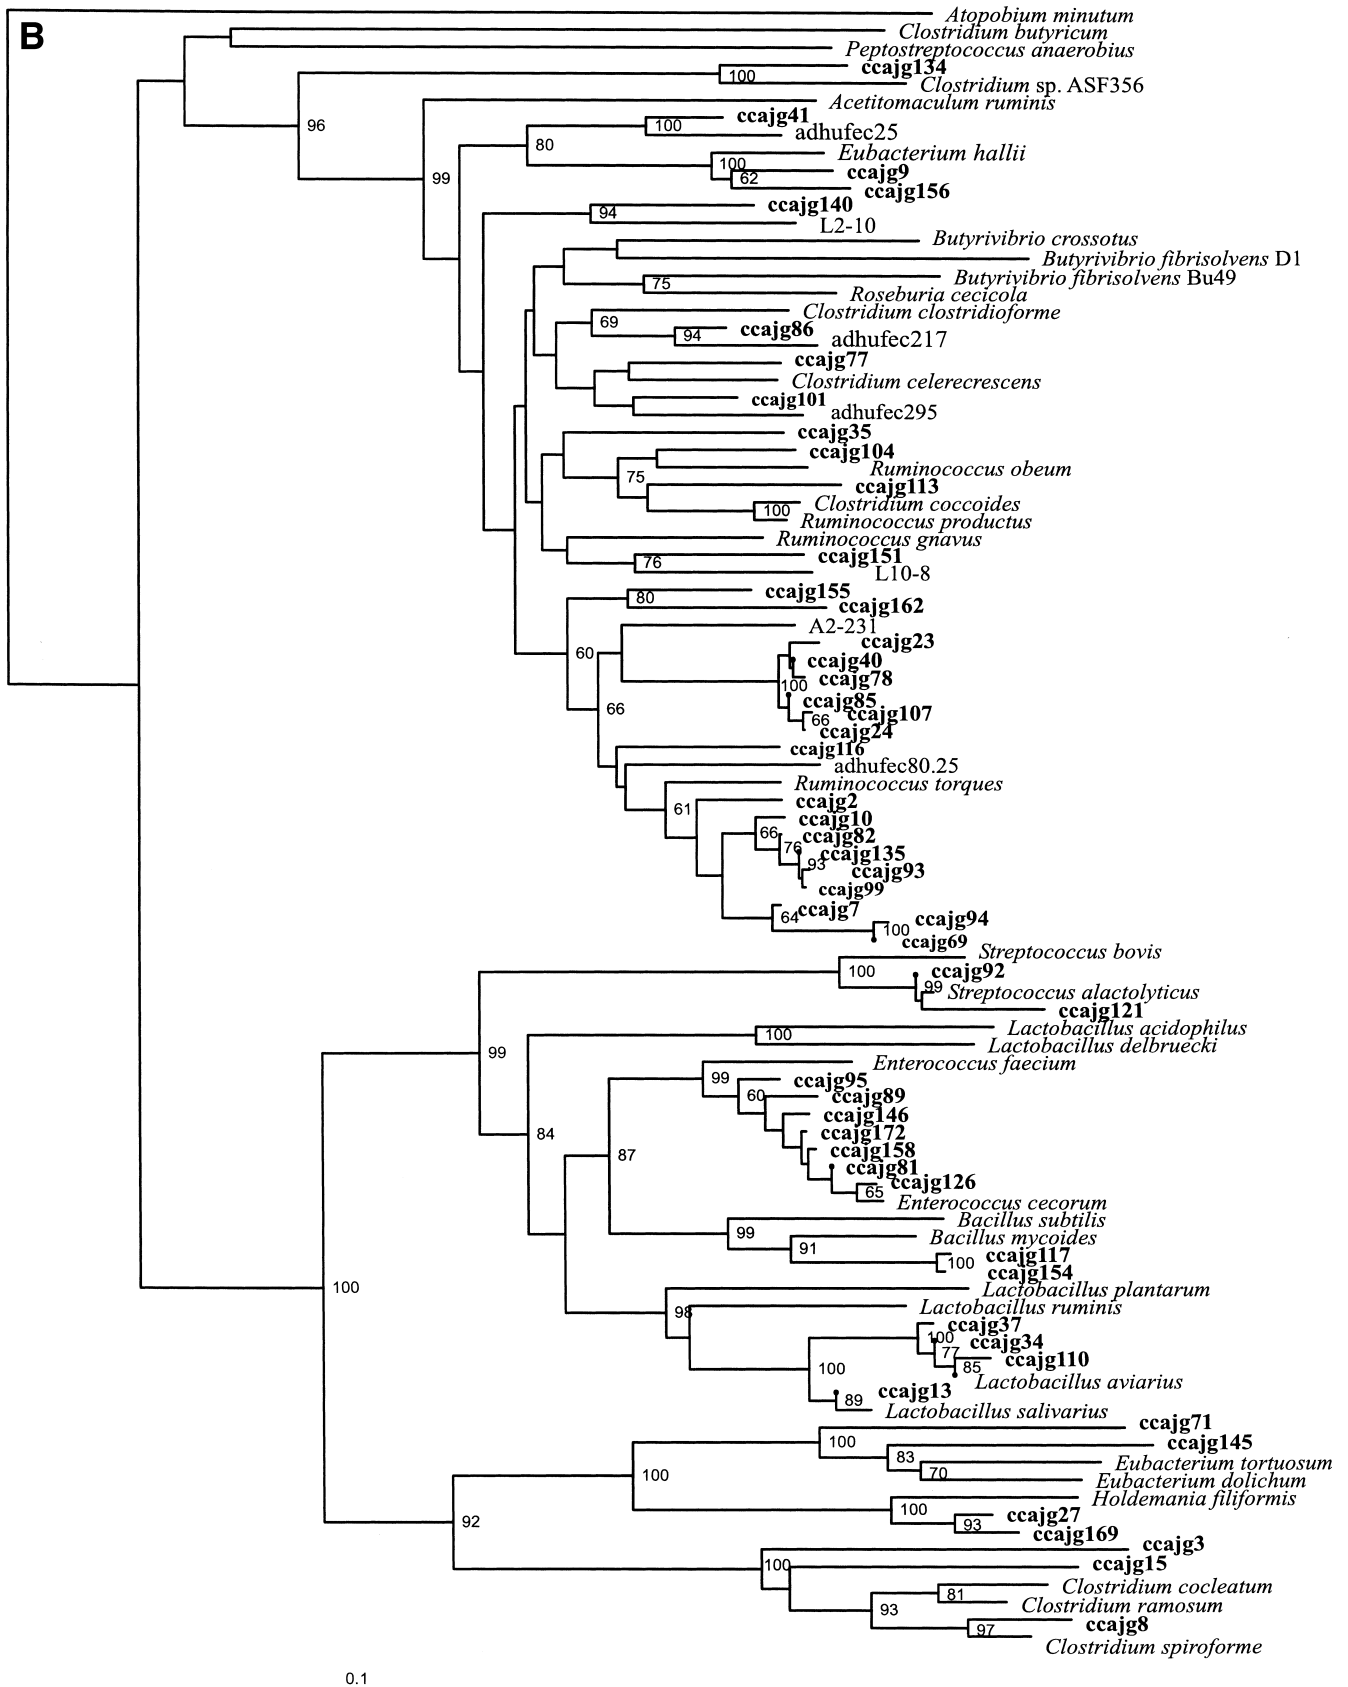 B
Atopobium minutum
Clostridium butyricum
Peptostreptococcus anaerobius
ccajg134
100
Clostridium sp. ASF356
96
Acetitomaculum ruminis
ccajg41
100
adhufec25
80
Eubacterium hallii
100
ccajg9
62
99
ccajg156
ccajg140
94
L2-10
Butyrivibrio crossotus
Butyrivibrio fibrisolvens D1
Butyrivibrio fibrisolvens Bu49
75
Roseburia cecicola
Clostridium clostridioforme
69
ccajg86
94
adhufec217
ccajg77
Clostridium celerecrescens
ccajg101
adhufec295
ccajg35
ccajg104
Ruminococcus obeum
75
ccajg113
Clostridium coccoides
100
Ruminococcus productus
Ruminococcus gnavus
ccajg151
76
L10-8
ccajg155
80
ccajg162
A2-231
ccajg23
60
ccajg40
ccajg78
100
ccajg85
66
ccajg107
66
ccajg24
ccajg116
adhufec80.25
Ruminococcus torques
ccajg2
61
ccajg10
66
ccajg82
76
ccajg135
93
ccajg93
ccajg99
ccajg7
64
ccajg94
100
ccajg69
Streptococcus bovis
100
ccajg92
99
Streptococcus alactolyticus
ccajg121
Lactobacillus acidophilus
100
Lactobacillus delbruecki
99
Enterococcus faecium
99
ccajg95
60
ccajg89
ccajg146
84
ccajg172
87
ccajg158
ccajg81
ccajg126
65
Enterococcus cecorum
Bacillus subtilis
99
Bacillus mycoides
91
ccajg117
100
ccajg154
100
Lactobacillus plantarum
98
Lactobacillus ruminis
ccajg37
100
ccajg34
77
ccajg110
85
100
Lactobacillus aviarius
ccajg13
89
Lactobacillus salivarius
ccajg71
100
ccajg145
83
Eubacterium tortuosum
70
100
Eubacterium dolichum
Holdemania filiformis
100
ccajg27
93
92
ccajg169
ccajg3
100
ccajg15
Clostridium cocleatum
81
Clostridium ramosum
93
ccajg8
97
Clostridium spiroforme
0.1